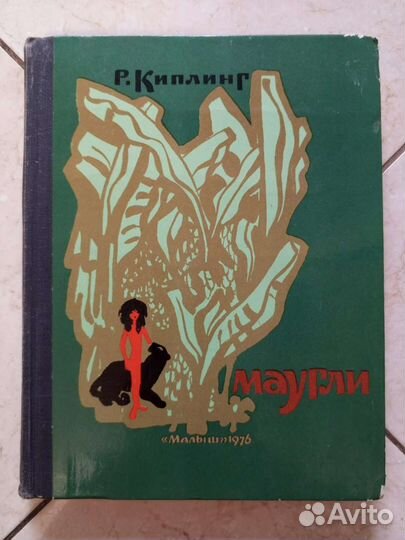 Р. Киплинг
маугли
«Малыш» 1976
Avito